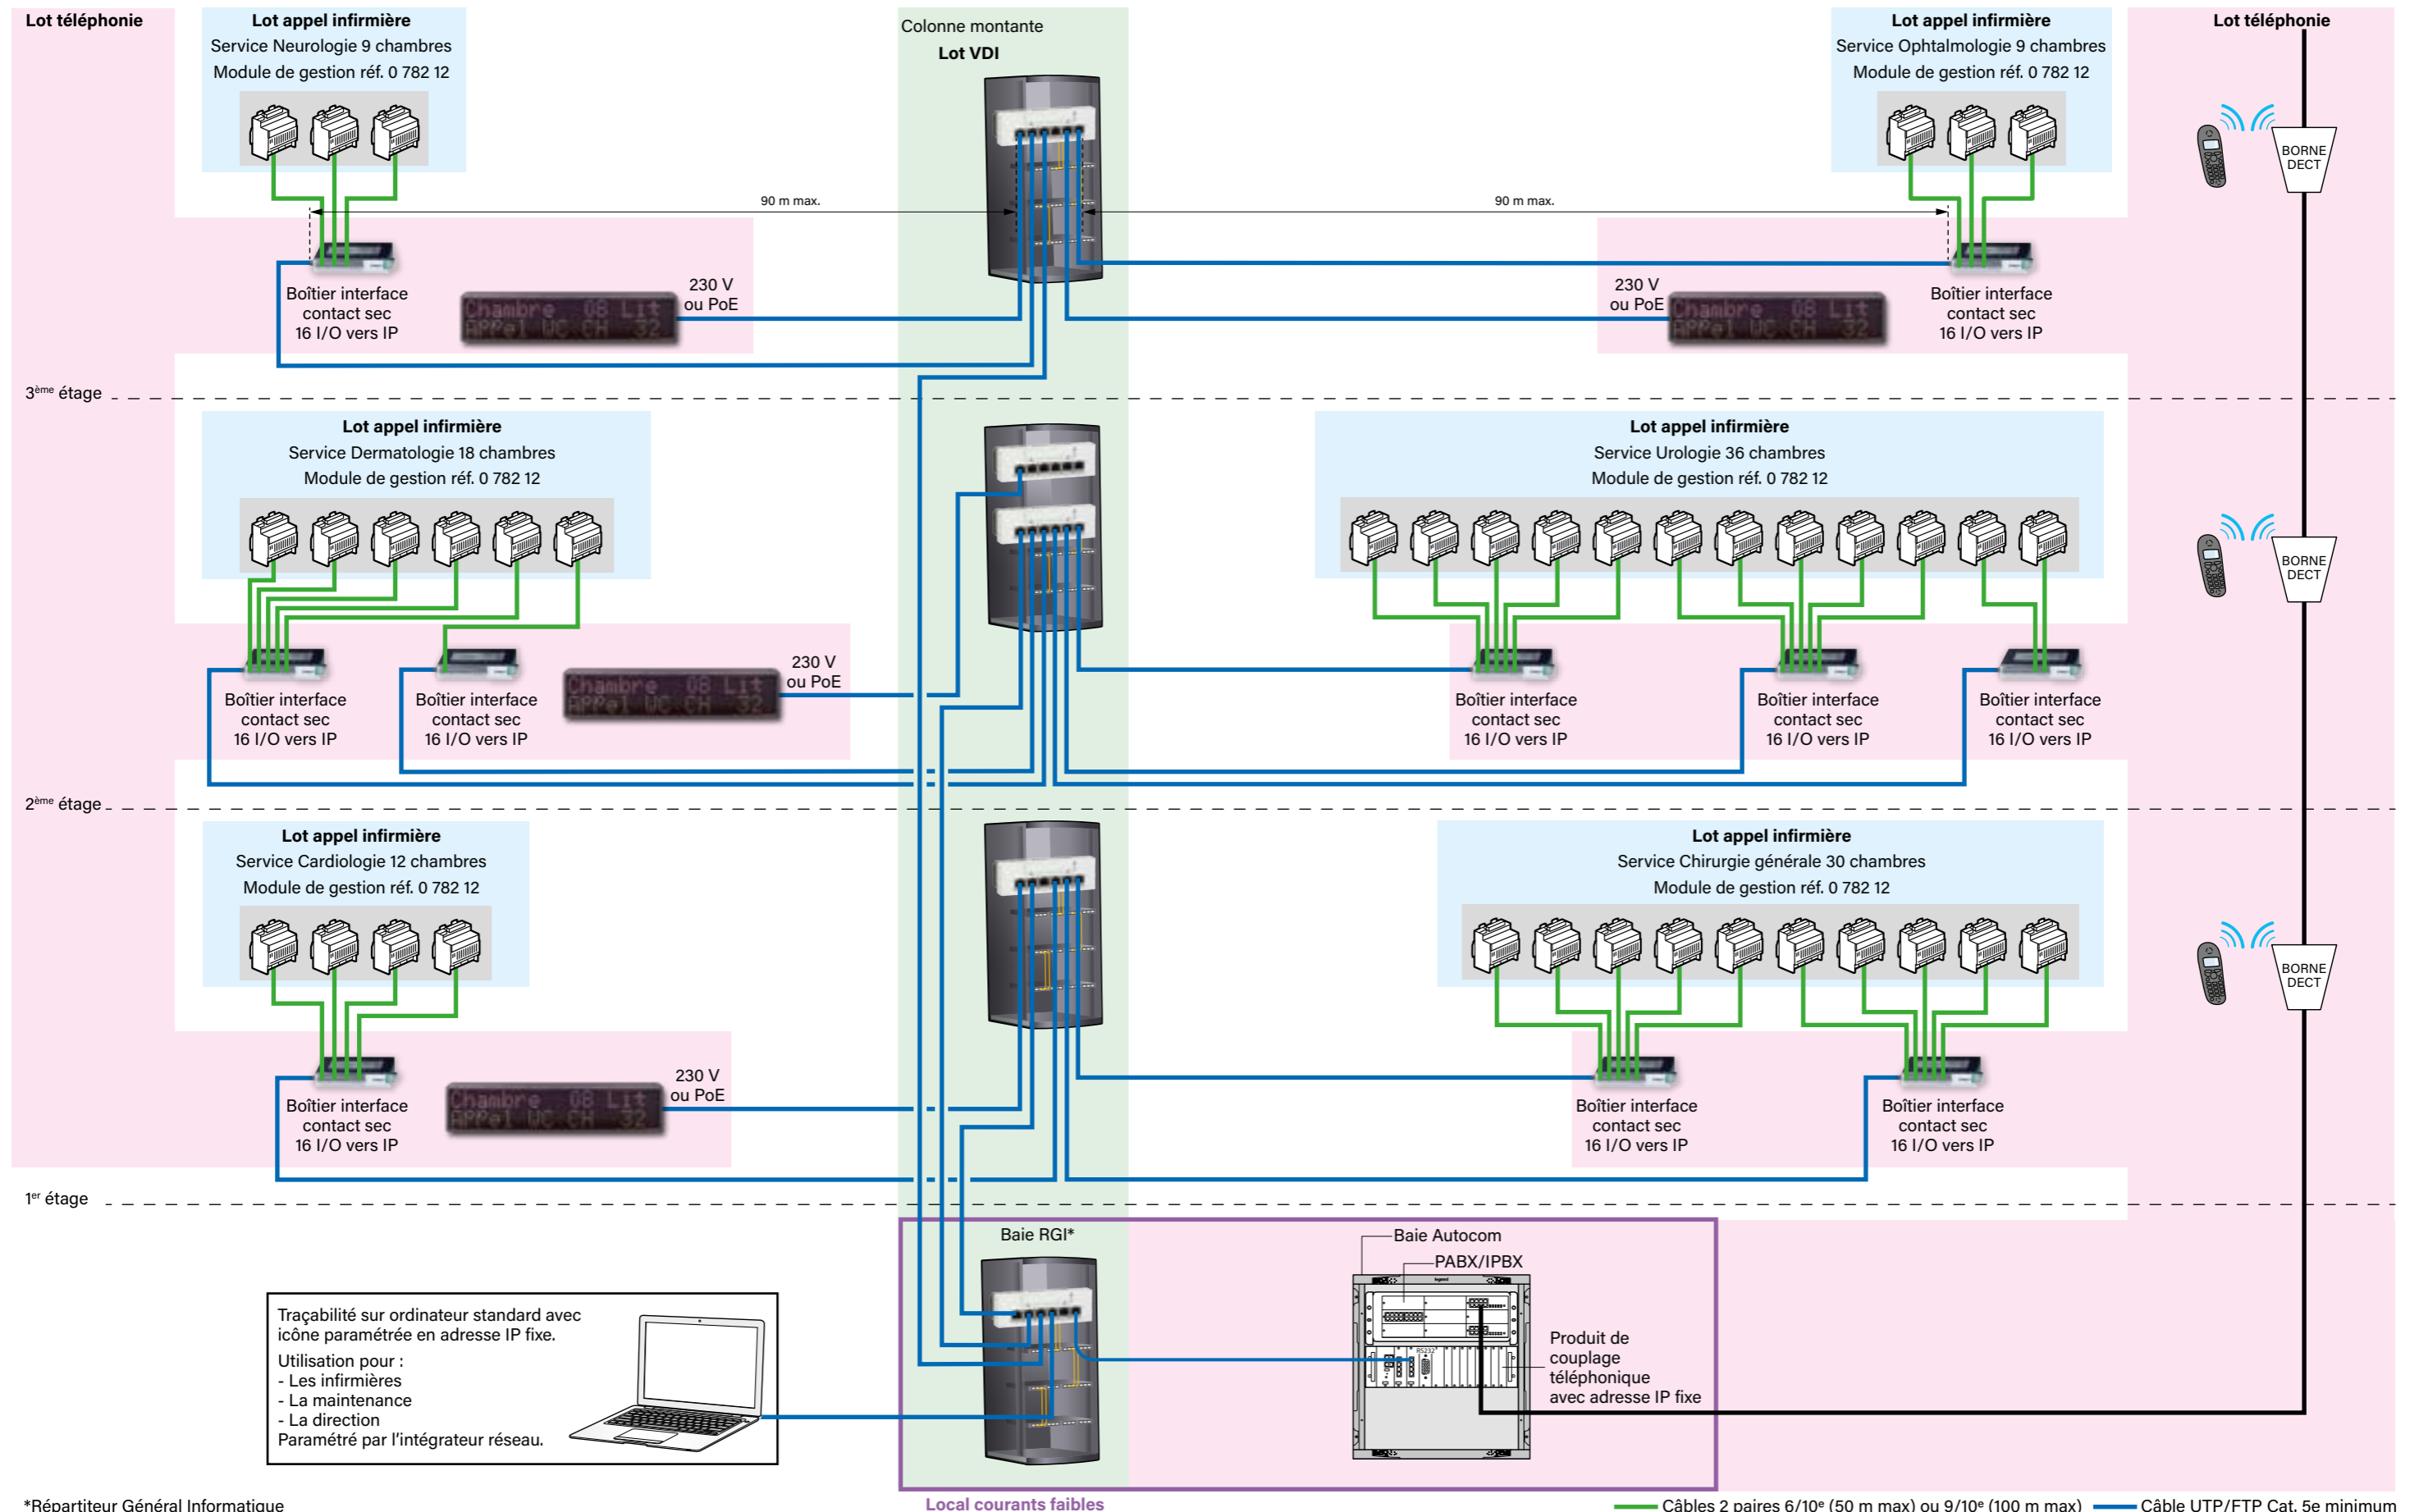 Lot téléphonie
Lot appel infirmière
Service Neurologie 9 chambres
Module de gestion réf. 0 782 12
Colonne montante
Lot VDI
Lot appel infirmière
Service Ophtalmologie 9 chambres
Module de gestion réf. 0 782 12
Lot téléphonie
BORNE
DECT
90 m max.
90 m max.
Boîtier interface
contact sec
16 I/O vers IP
Chambre 08 Lit
APPel WC CH 32
230 V
ou PoE
230 V
ou PoE
Chambre 08 Lit
APPel WC CH 32
Boîtier interface
contact sec
16 I/O vers IP
3ème étage
Lot appel infirmière
Service Dermatologie 18 chambres
Module de gestion réf. 0 782 12
Lot appel infirmière
Service Urologie 36 chambres
Module de gestion réf. 0 782 12
BORNE
DECT
Boîtier interface
contact sec
16 I/O vers IP
Boîtier interface
contact sec
16 I/O vers IP
Chambre 08 Lit
APPel WC CH 32
230 V
ou PoE
Boîtier interface
contact sec
16 I/O vers IP
Boîtier interface
contact sec
16 I/O vers IP
Boîtier interface
contact sec
16 I/O vers IP
2ème étage
Lot appel infirmière
Service Cardiologie 12 chambres
Module de gestion réf. 0 782 12
Lot appel infirmière
Service Chirurgie générale 30 chambres
Module de gestion réf. 0 782 12
BORNE
DECT
Boîtier interface
contact sec
16 I/O vers IP
Chambre 08 Lit
APPel WC CH 32
230 V
ou PoE
Boîtier interface
contact sec
16 I/O vers IP
Boîtier interface
contact sec
16 I/O vers IP
1er étage
Traçabilité sur ordinateur standard avec
icône paramétrée en adresse IP fixe.
Utilisation pour :
- Les infirmières
- La maintenance
- La direction
Paramétré par l'intégrateur réseau.
Baie RGI*
Baie Autocom
PABX/IPBX
legrand
RS232
Produit de
couplage
téléphonique
avec adresse IP fixe
*Répartiteur Général Informatique
Local courants faibles
Câbles 2 paires 6/10e (50 m max) ou 9/10e (100 m max)
Câble UTP/FTP Cat. 5e minimum